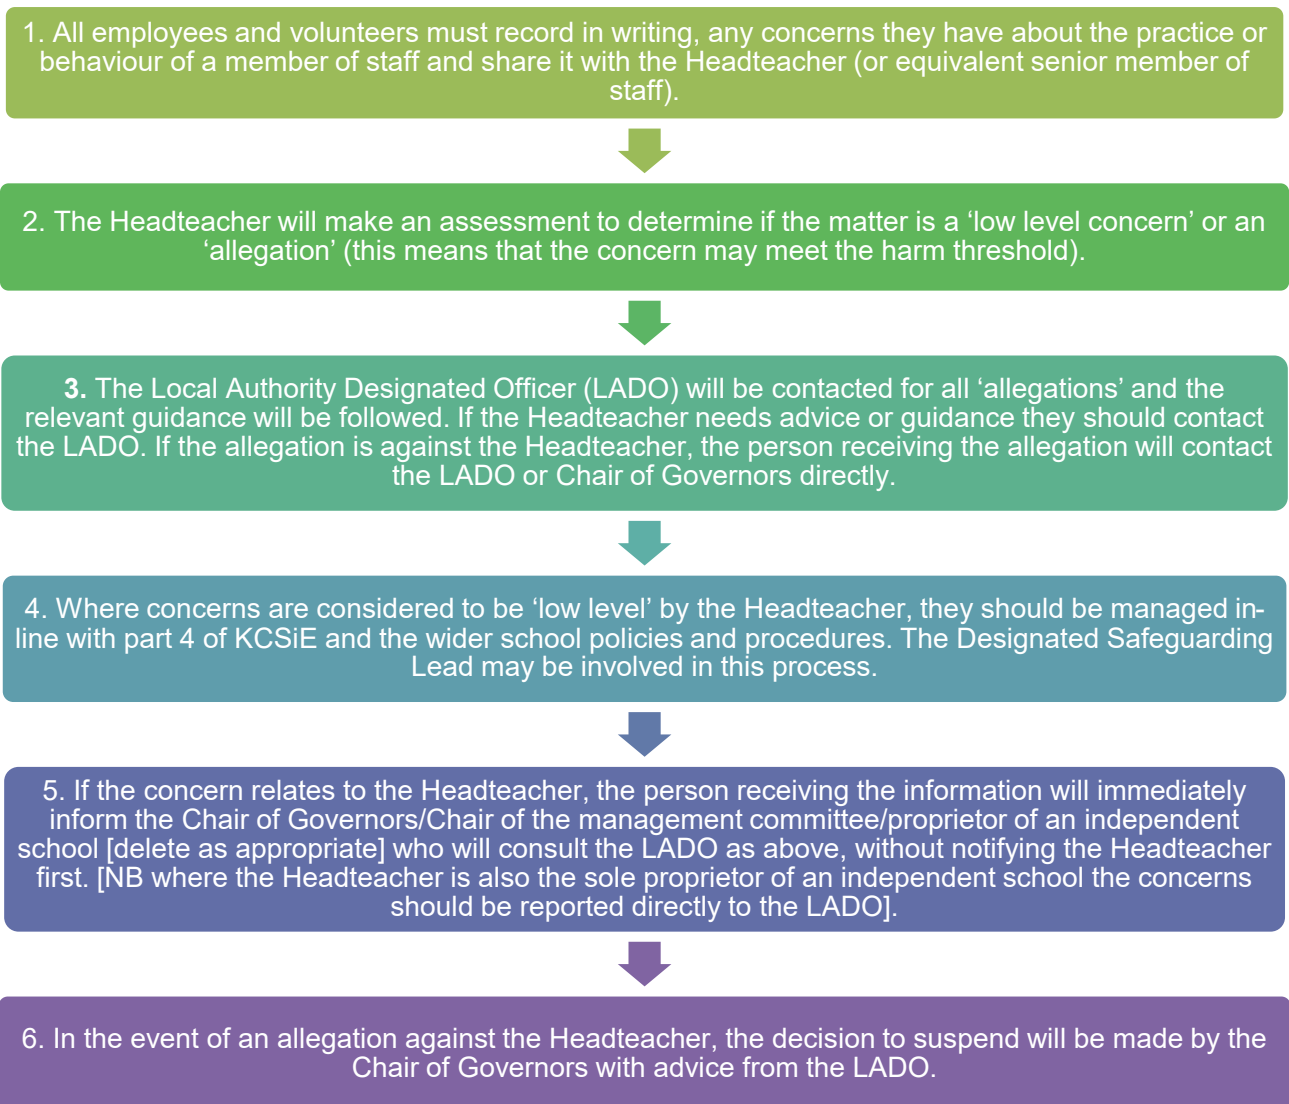 1. All employees and volunteers must record in writing, any concerns they have about the practice or
behaviour of a member of staff and share it with the Headteacher (or equivalent senior member of
staff).
2. The Headteacher will make an assessment to determine if the matter is a ‘low level concern’ or an
‘allegation’ (this means that the concern may meet the harm threshold).
3. The Local Authority Designated Officer (LADO) will be contacted for all ‘allegations’ and the
relevant guidance will be followed. If the Headteacher needs advice or guidance they should contact
the LADO. If the allegation is against the Headteacher, the person receiving the allegation will contact
the LADO or Chair of Governors directly.
4. Where concerns are considered to be ‘low level’ by the Headteacher, they should be managed in-
line with part 4 of KCSiE and the wider school policies and procedures. The Designated Safeguarding
Lead may be involved in this process.
5. If the concern relates to the Headteacher, the person receiving the information will immediately
inform the Chair of Governors/Chair of the management committee/proprietor of an independent
school [delete as appropriate] who will consult the LADO as above, without notifying the Headteacher
first. [NB where the Headteacher is also the sole proprietor of an independent school the concerns
should be reported directly to the LADO].
6. In the event of an allegation against the Headteacher, the decision to suspend will be made by the
Chair of Governors with advice from the LADO.